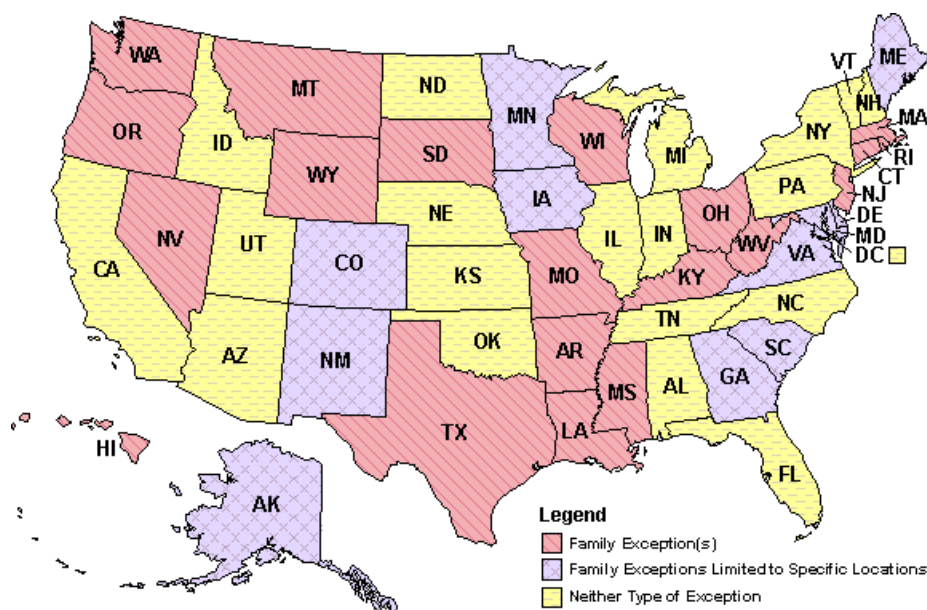 WA
MT
ND
MN
ME
VT
NH
MA
OR
ID
SD
WI
MI
NY
RI
CT
WY
NE
IA
PA
NJ
NV
UT
CO
KS
IL
IN
OH
WV
VA
DE
MD
DC
CA
MO
KY
AZ
NM
OK
AR
TN
NC
SC
TX
LA
MS
AL
GA
FL
HI
AK
Legend
Family Exception(s)
Family Exceptions Limited to Specific Locations
Neither Type of Exception